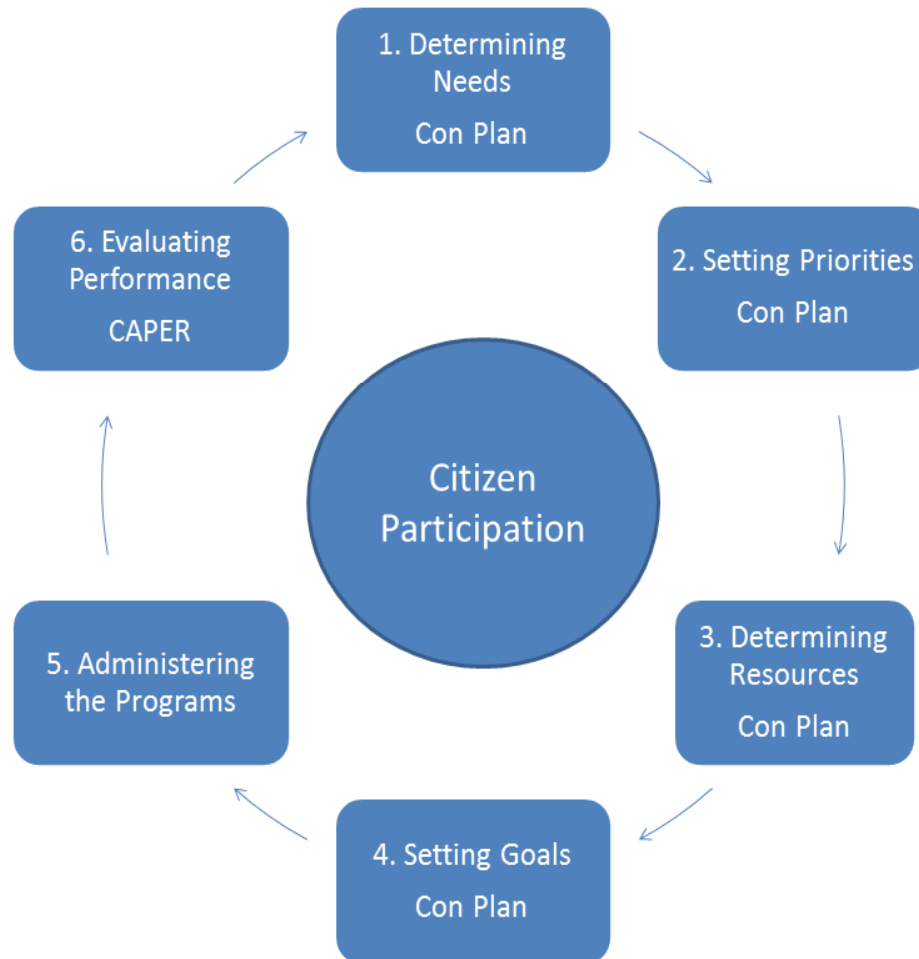 1. Determining
Needs
Con Plan
2. Setting Priorities
Con Plan
3. Determining
Resources
Con Plan
4. Setting Goals
Con Plan
5. Administering
the Programs
6. Evaluating
Performance
CAPER
Citizen
Participation